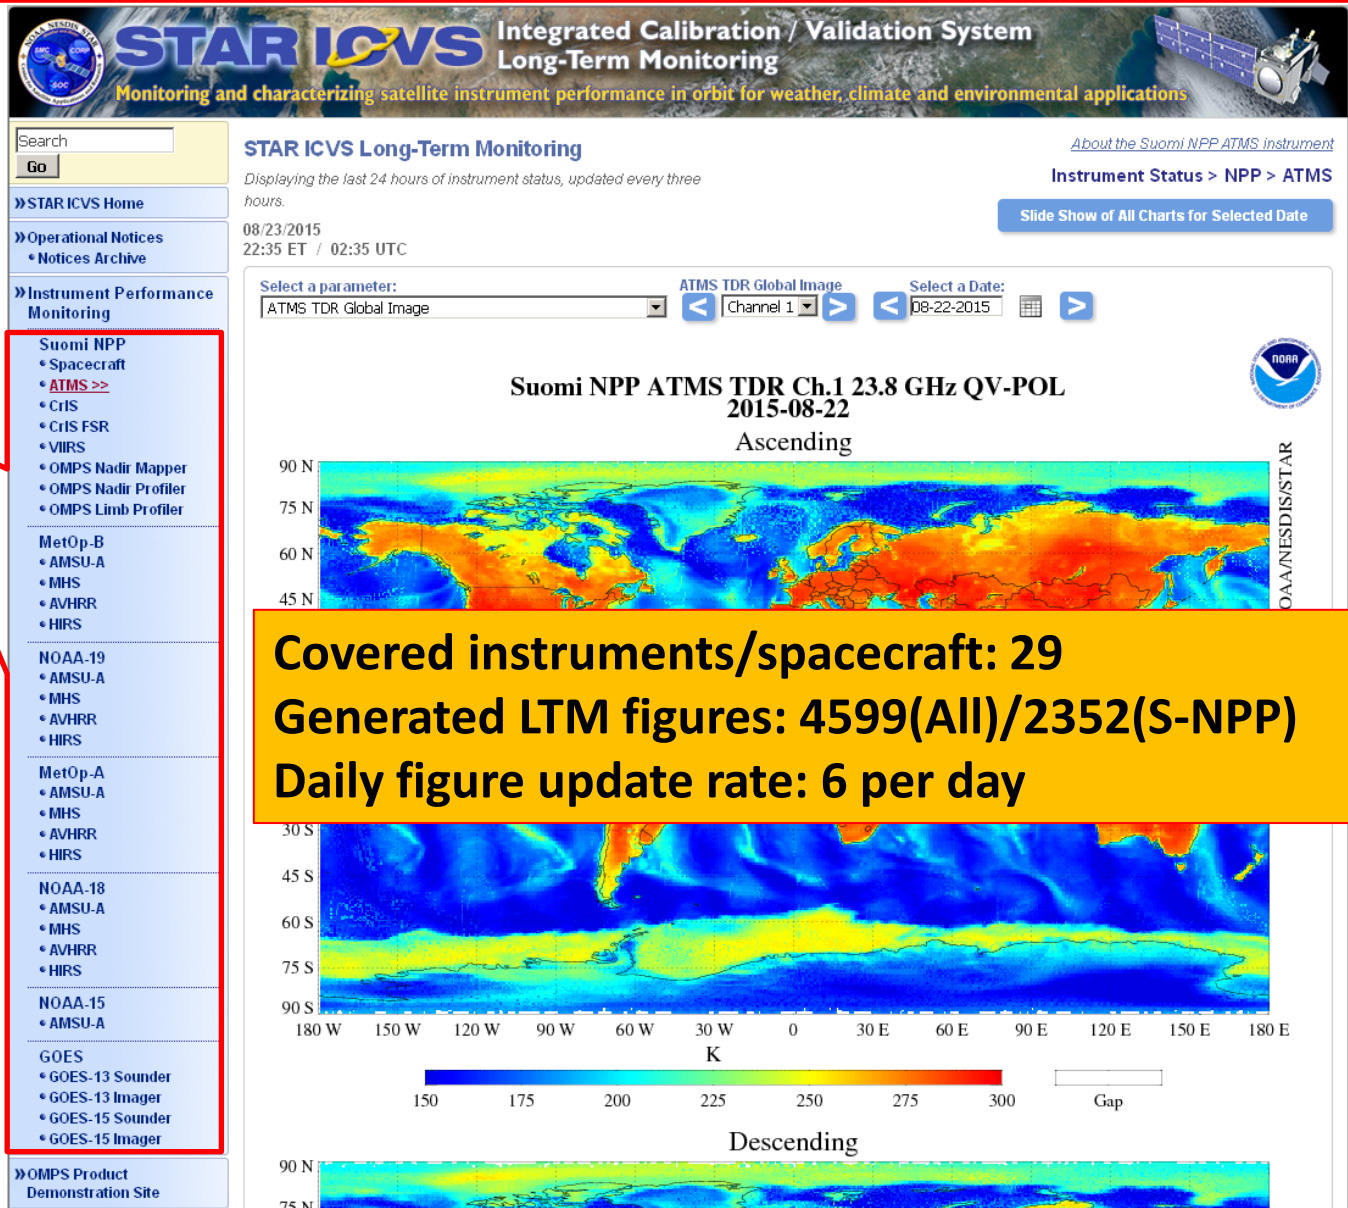 STAR ICVS Integrated Calibration / Validation System
Long-Term Monitoring
Monitoring and characterizing satellite instrument performance in orbit for weather, climate and environmental applications
Search
Go
»STAR ICVS Home
»Operational Notices
• Notices Archive
»Instrument Performance
Monitoring
Suomi NPP
• Spacecraft
• ATMS >>
• CrIS
• CrIS FSR
• VIIRS
• OMPS Nadir Mapper
• OMPS Nadir Profiler
• OMPS Limb Profiler
MetOp-B
• AMSU-A
• MHS
• AVHRR
• HIRS
NOAA-19
• AMSU-A
• MHS
• AVHRR
• HIRS
MetOp-A
• AMSU-A
• MHS
• AVHRR
• HIRS
NOAA-18
• AMSU-A
• MHS
• AVHRR
• HIRS
NOAA-15
• AMSU-A
GOES
• GOES-13 Sounder
• GOES-13 Imager
• GOES-15 Sounder
• GOES-15 Imager
»OMPS Product
Demonstration Site
STAR ICVS Long-Term Monitoring
Displaying the last 24 hours of instrument status, updated every three
hours.
08/23/2015
22:35 ET / 02:35 UTC
About the Suomi NPP ATMS instrument
Instrument Status > NPP > ATMS
Slide Show of All Charts for Selected Date
Select a parameter: ATMS TDR Global Image Select a Date:
ATMS TDR Global Image < Channel 1 > < 08-22-2015 >
NOAA
Suomi NPP ATMS TDR Ch.1 23.8 GHz QV-POL
2015-08-22
Ascending
90 N
75 N
60 N
45 N
OAA/NESDIS/STAR
Covered instruments/spacecraft: 29
Generated LTM figures: 4599(All)/2352(S-NPP)
Daily figure update rate: 6 per day
30 S
45 S
60 S
75 S
90 S
180 W 150 W 120 W 90 W 60 W 30 W 0 30 E 60 E 90 E 120 E 150 E 180 E
K
150 175 200 225 250 275 300 Gap
Descending
90 N
75 N